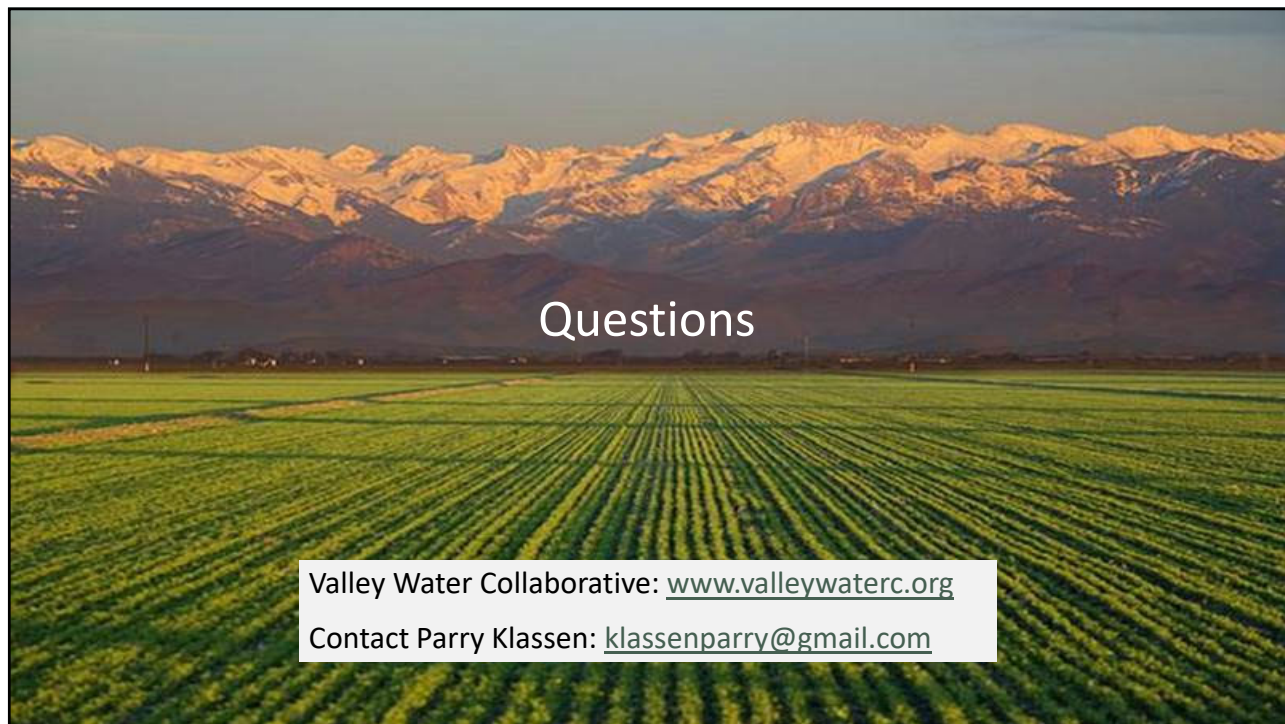 Questions
Valley Water Collaborative: www.valleywaterc.org
Contact Parry Klassen: klassenparry@gmail.com